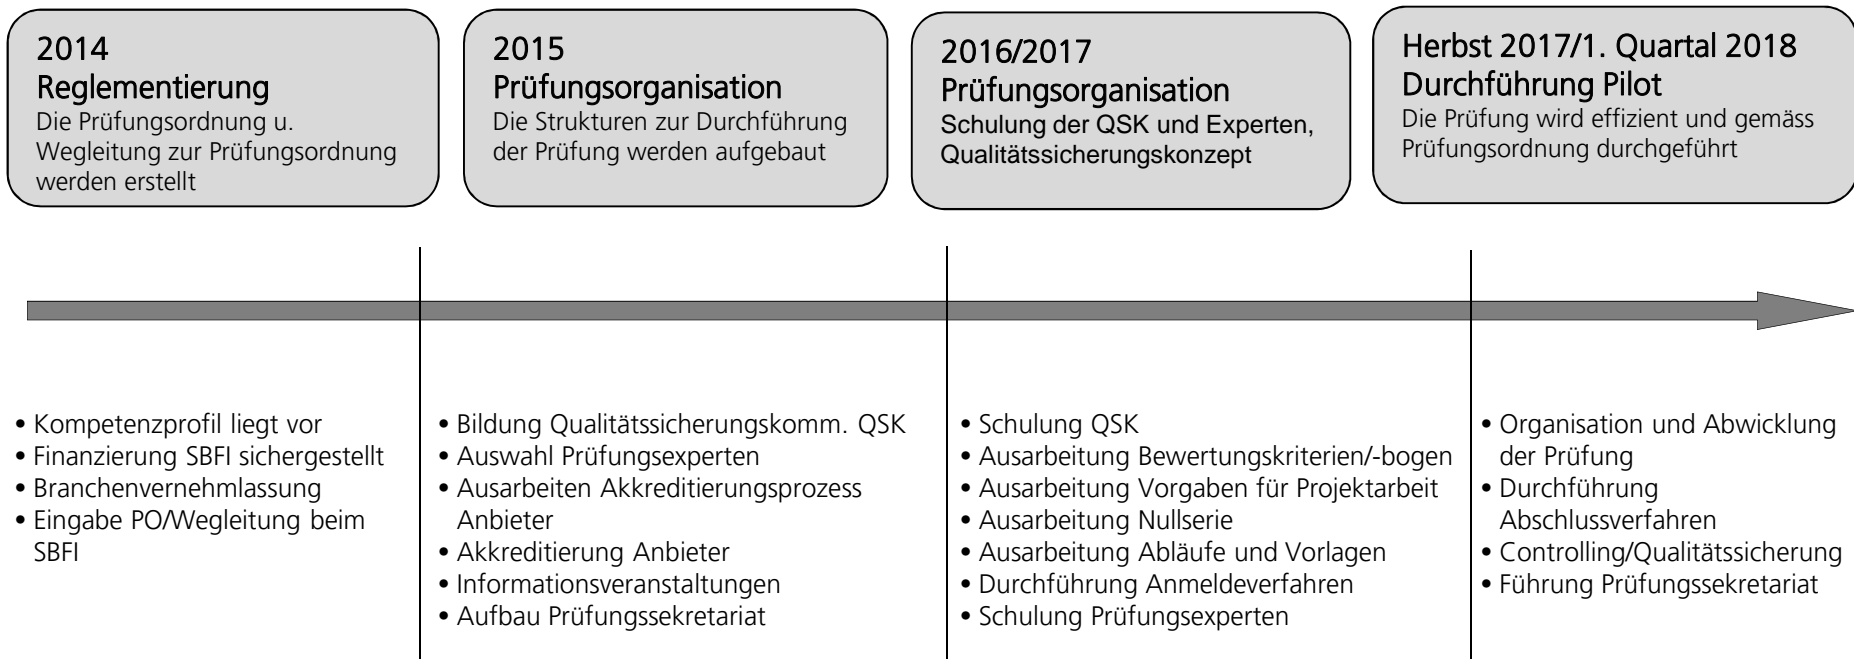 2014
Reglementierung
Die Prüfungsordnung u.
Wegleitung zur Prüfungsordnung
werden erstellt
2015
Prüfungsorganisation
Die Strukturen zur Durchführung
der Prüfung werden aufgebaut
2016/2017
Prüfungsorganisation
Schulung der QSK und Experten,
Qualitätssicherungskonzept
Herbst 2017/1. Quartal 2018
Durchführung Pilot
Die Prüfung wird effizient und gemäss
Prüfungsordnung durchgeführt
• Kompetenzprofil liegt vor
• Finanzierung SBFI sichergestellt
• Branchenvernehmlassung
• Eingabe PO/Wegleitung beim
SBFI
• Bildung Qualitätssicherungskomm. QSK
• Auswahl Prüfungsexperten
• Ausarbeiten Akkreditierungsprozess
Anbieter
• Akkreditierung Anbieter
• Informationsveranstaltungen
• Aufbau Prüfungssekretariat
• Schulung QSK
• Ausarbeitung Bewertungskriterien/-bogen
• Ausarbeitung Vorgaben für Projektarbeit
• Ausarbeitung Nullserie
• Ausarbeitung Abläufe und Vorlagen
• Durchführung Anmeldeverfahren
• Schulung Prüfungsexperten
• Organisation und Abwicklung
der Prüfung
• Durchführung
Abschlussverfahren
• Controlling/Qualitätssicherung
• Führung Prüfungssekretariat